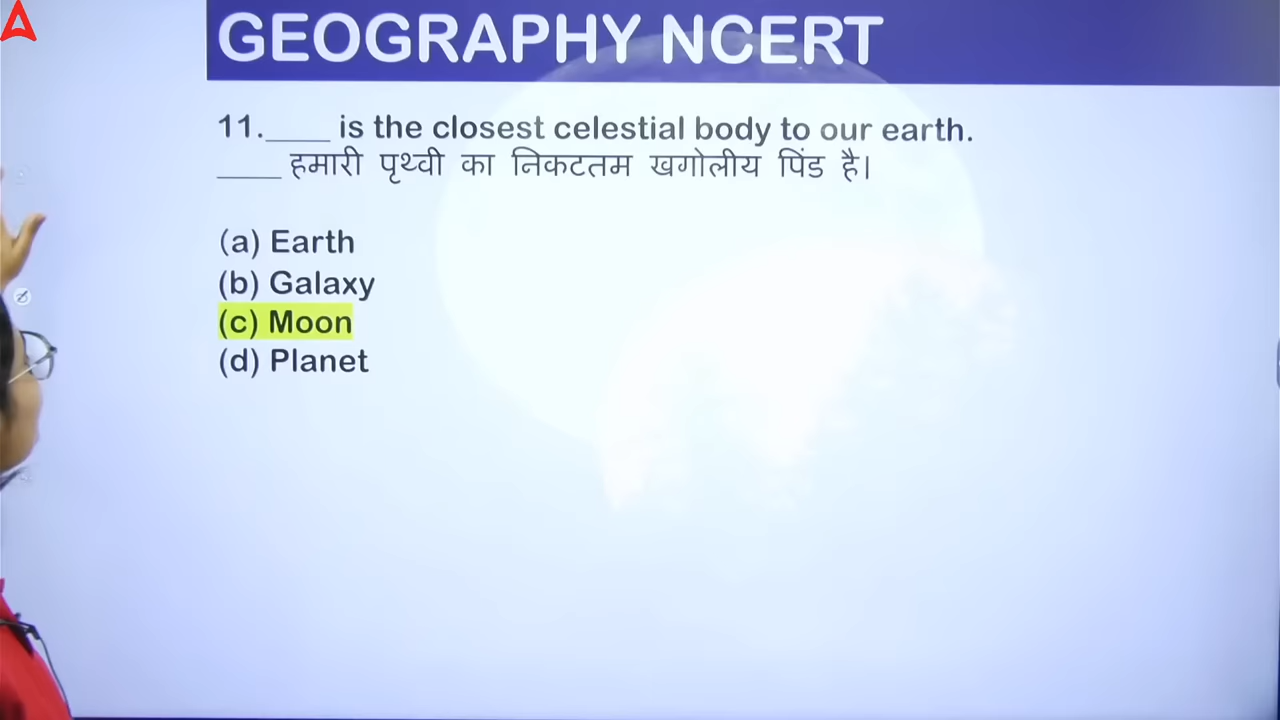 GEOGRAPHY NCERT
11.____ is the closest celestial body to our earth.
____ हमारी पृथ्वी का निकटतम खगोलीय पिंड है।
(a) Earth
(b) Galaxy
(c) Moon
(d) Planet